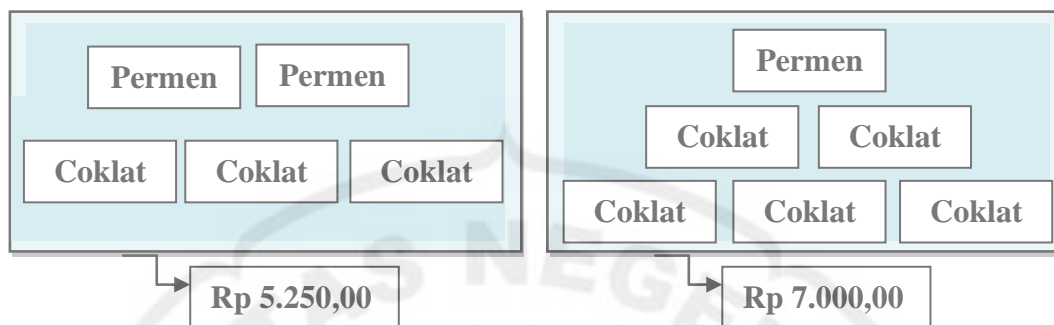 Permen Permen
Coklat Coklat Coklat
Rp 5.250,00
Permen
Coklat Coklat
Coklat Coklat Coklat
Rp 7.000,00